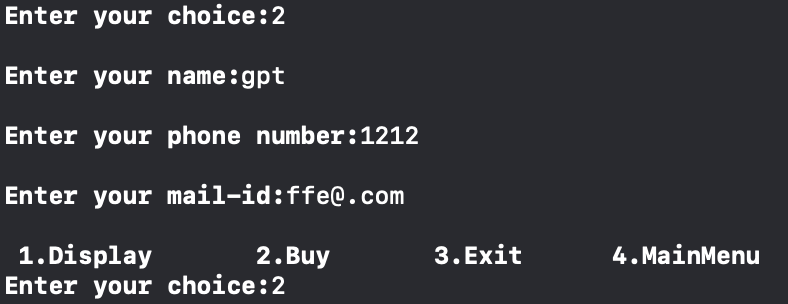 Enter your choice:2
Enter your name:gpt
Enter your phone number:1212
Enter your mail-id:ffe@.com
1.Display 2.Buy 3.Exit 4.MainMenu
Enter your choice:2